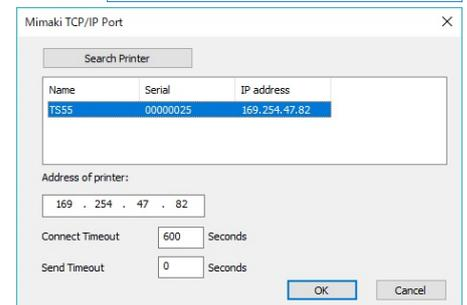 Mimaki TCP/IP Port
Search Printer
Name Serial IP address
TS55 00000025 169.254.47.82
Address of printer:
169 . 254 . 47 . 82
Connect Timeout 600 Seconds
Send Timeout 0 Seconds
OK Cancel